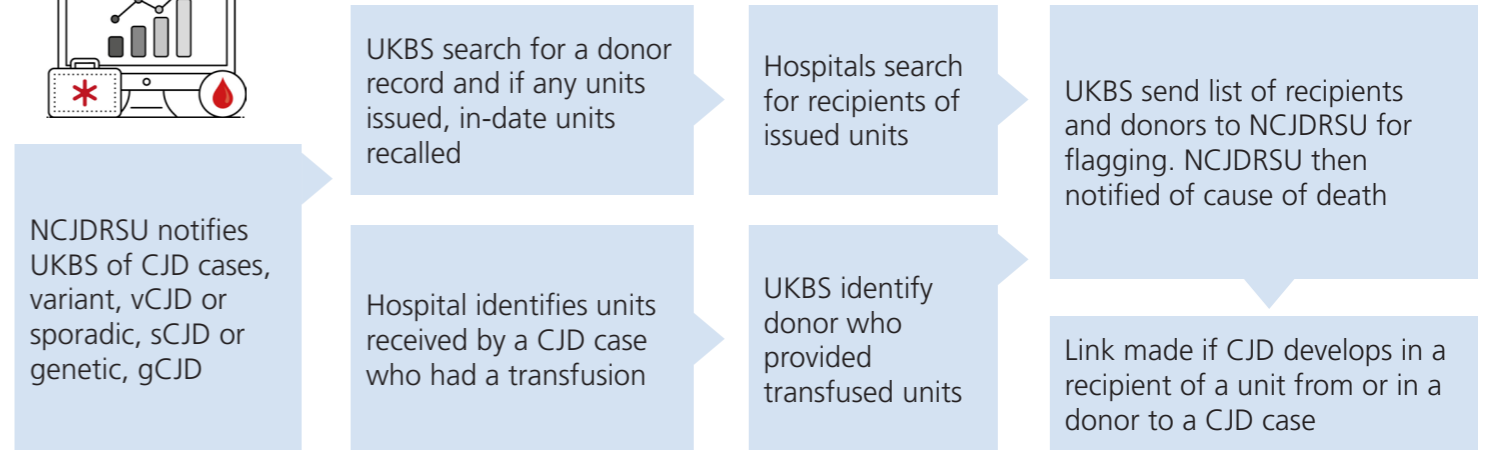 NCJDRSU notifies
UKBS of CJD cases,
variant, vCJD or
sporadic, sCJD or
genetic, gCJD
UKBS search for a donor
record and if any units
issued, in-date units
recalled
Hospitals search
for recipients of
issued units
Hospital identifies units
received by a CJD case
who had a transfusion
UKBS identify
donor who
provided
transfused units
UKBS send list of recipients
and donors to NCJDRSU for
flagging. NCJDRSU then
notified of cause of death
Link made if CJD develops in a
recipient of a unit from or in a
donor to a CJD case